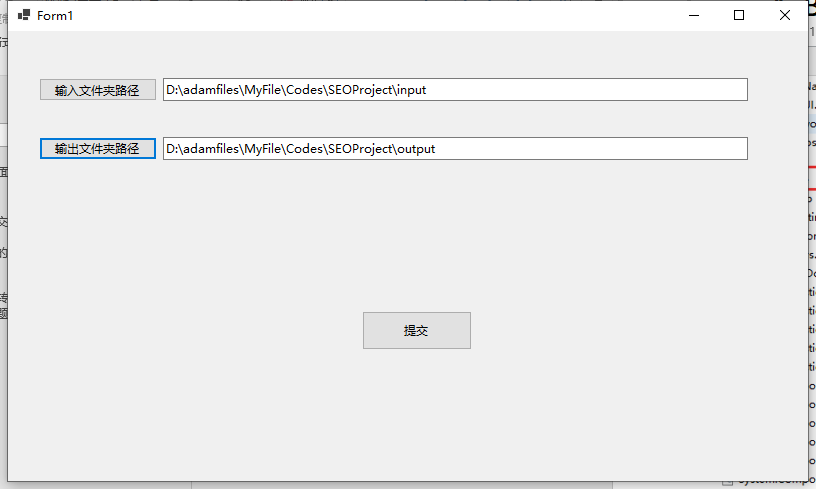 Form1
输入文件夹路径
D:\adamfiles\MyFile\Codes\SEOProject\input
输出文件夹路径
D:\adamfiles\MyFile\Codes\SEOProject\output
提交